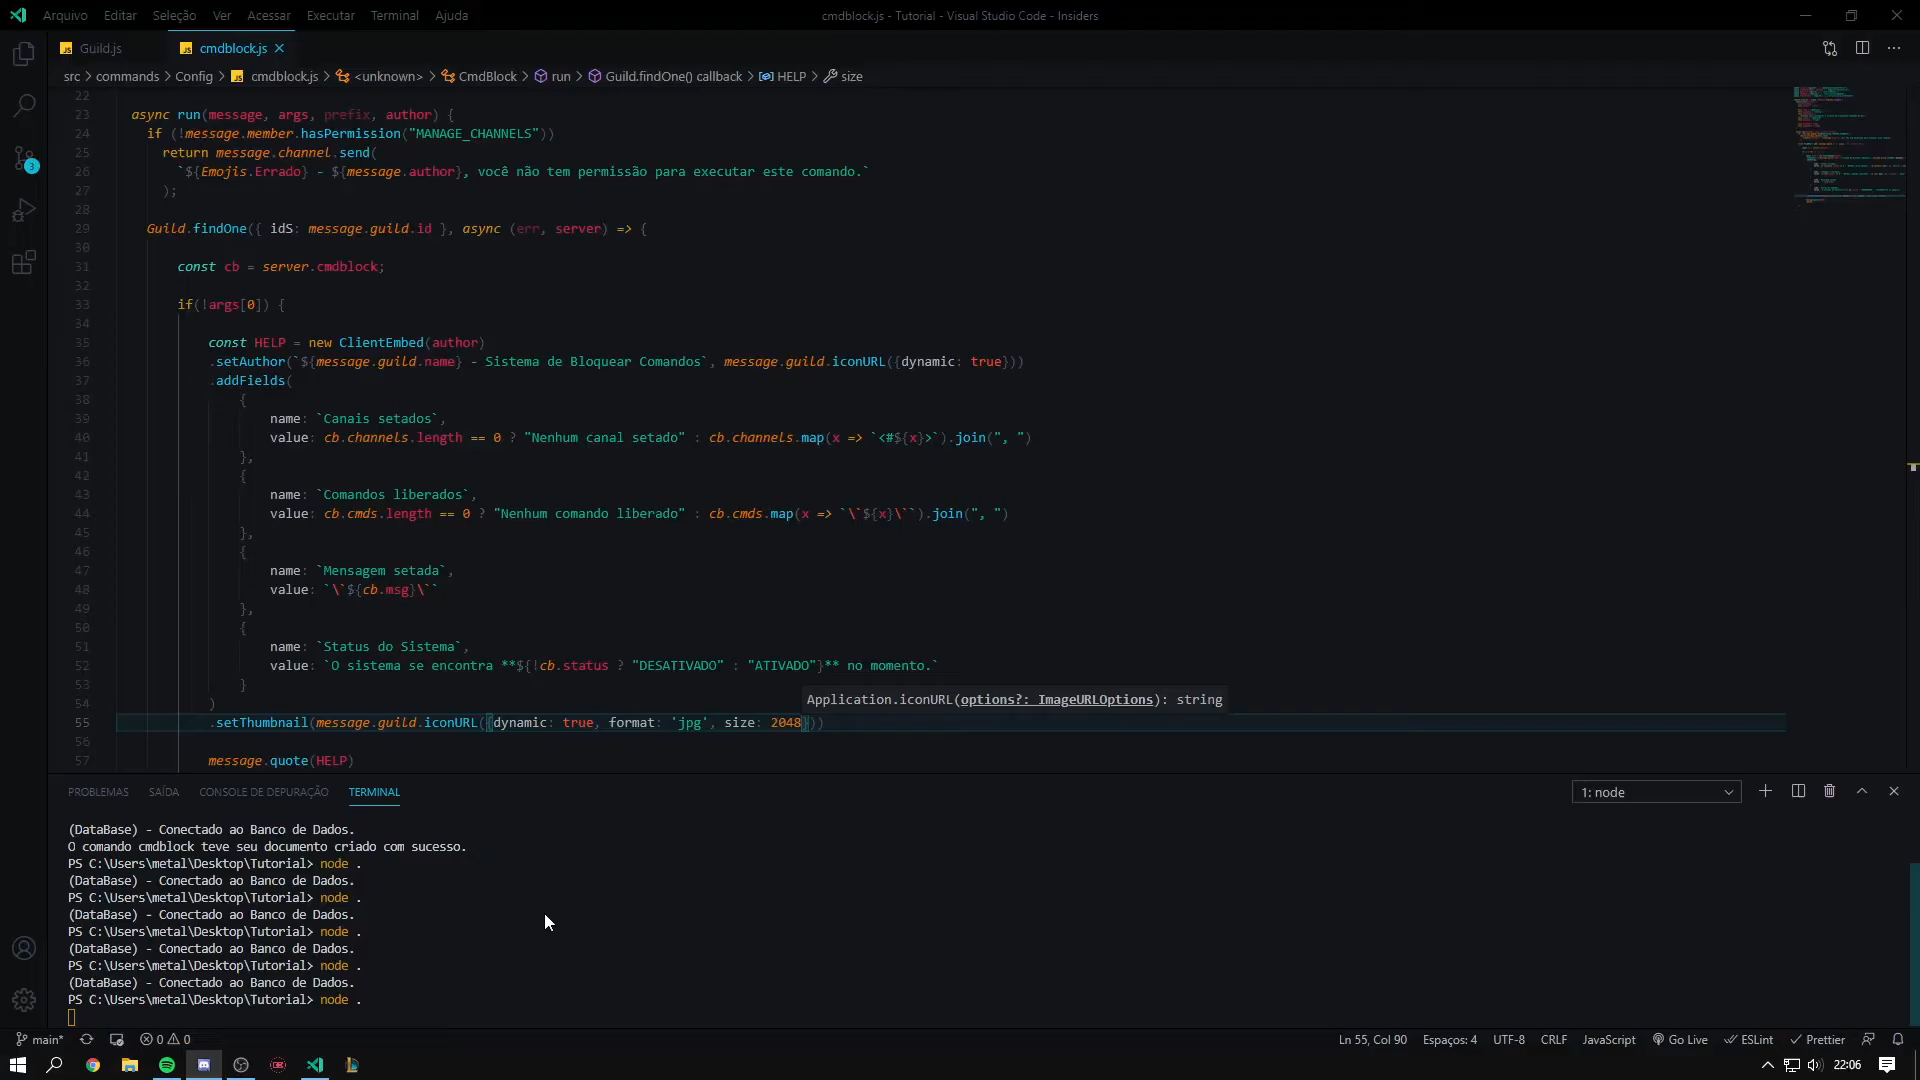 Arquivo Editar Seleção Ver Acessar Executar Terminal Ajuda
cmdblock.js - Tutorial - Visual Studio Code - Insiders
JS Guild.js
JS cmdblock.js
src > commands > Config > JS cmdblock.js > <unknown> > CmdBlock > run > Guild.findOne() callback > HELP > size
22
23 async run(message, args, prefix, author) {
24 if (!message.member.hasPermission("MANAGE_CHANNELS"))
25 return message.channel.send(
26 `${Emojis.Errado} - ${message.author}, você não tem permissão para executar este comando.`
27 );
28
29 Guild.findOne({ idS: message.guild.id }, async (err, server) => {
30
31 const cb = server.cmdblock;
32
33 if(!args[0]) {
34
35 const HELP = new ClientEmbed(author)
36 .setAuthor(`${message.guild.name} - Sistema de Bloquear Comandos`, message.guild.iconURL({dynamic: true}))
37 .addFields(
38 {
39 name: `Canais setados`,
40 value: cb.channels.length == 0 ? "Nenhum canal setado" : cb.channels.map(x => `<#${x}>`).join(", ")
41 },
42 {
43 name: `Comandos liberados`,
44 value: cb.cmds.length == 0 ? "Nenhum comando liberado" : cb.cmds.map(x => `\`${x}\``).join(", ")
45 },
46 {
47 name: `Mensagem setada`,
48 value: `\`${cb.msg}\``
49 },
50 {
51 name: `Status do Sistema`,
52 value: `O sistema se encontra **${!cb.status ? "DESATIVADO" : "ATIVADO"}** no momento.`
53 }
54 )
Application.iconURL(options?: ImageURLOptions): string
55 .setThumbnail(message.guild.iconURL({dynamic: true, format: 'jpg', size: 2048}))
56
57 message.quote(HELP)
PROBLEMAS SAÍDA CONSOLE DE DEPURAÇÃO TERMINAL
1: node
(DataBase) - Conectado ao Banco de Dados.
O comando cmdblock teve seu documento criado com sucesso.
PS C:\Users\metal\Desktop\Tutorial> node .
(DataBase) - Conectado ao Banco de Dados.
PS C:\Users\metal\Desktop\Tutorial> node .
(DataBase) - Conectado ao Banco de Dados.
PS C:\Users\metal\Desktop\Tutorial> node .
(DataBase) - Conectado ao Banco de Dados.
PS C:\Users\metal\Desktop\Tutorial> node .
(DataBase) - Conectado ao Banco de Dados.
PS C:\Users\metal\Desktop\Tutorial> node .
3
main* 0 0 Ln 55, Col 90 Espaços: 4 UTF-8 CRLF JavaScript Go Live ESLint Prettier
22:06